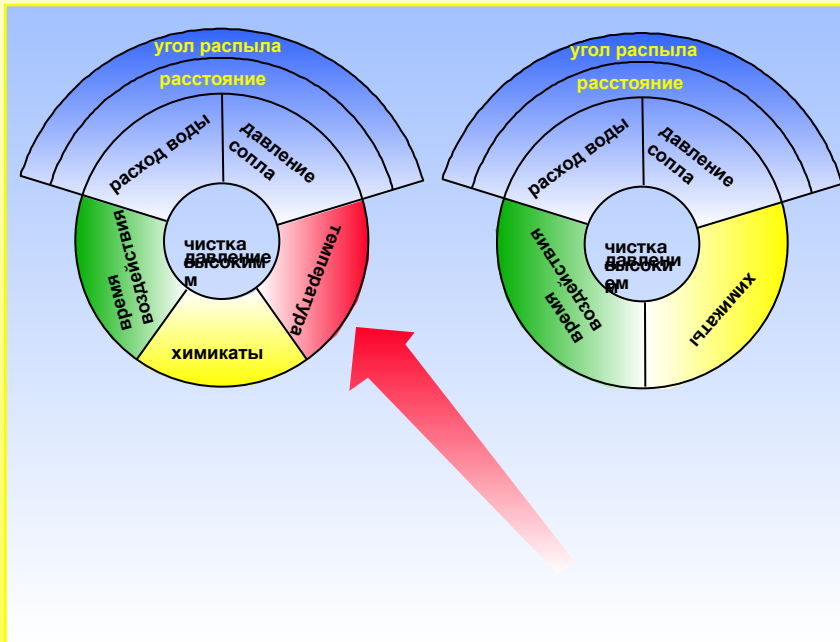 угол распыла
расстояние
расход воды
давление
сопла
время
воздействия
чистка
высоким
давление
м
температура
химикаты
угол распыла
расстояние
расход воды
давление
сопла
время
воздействия
чистка
высоки
м
давлени
ем
химикаты